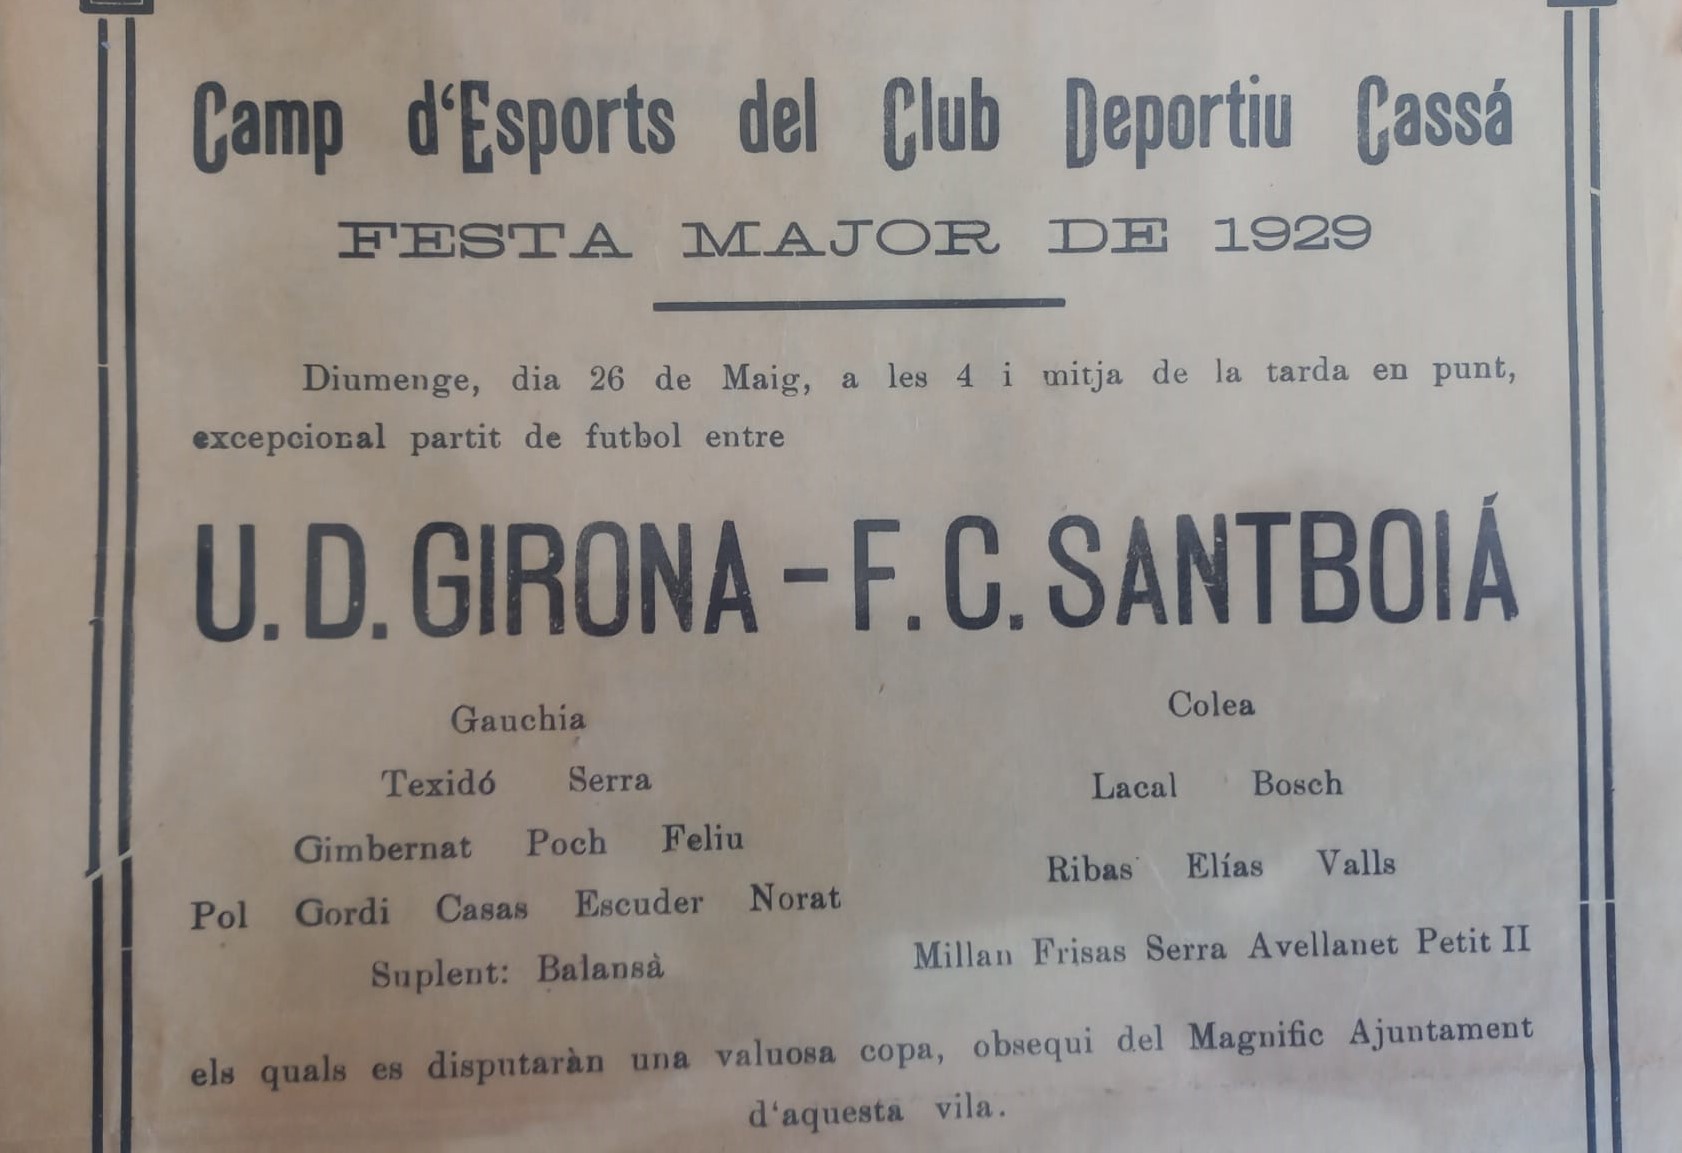 Camp d'Esports del Club Deportiu Cassá
FESTA MAJOR DE 1929
Diumenge, dia 26 de Maig, a les 4 i mitja de la tarda en punt,
excepcional partit de futbol entre
U. D. GIRONA - F. C. SANTBOIÁ
Gauchía
Texidó Serra
Gimbernat Poch Feliu
Pol Gordi Casas Escuder Norat
Suplent: Balansà
Colea
Lacal Bosch
Ribas Elías Valls
Millan Frisas Serra Avellanet Petit II
els quals es disputaràn una valuosa copa, obsequi del Magnific Ajuntament
d'aquesta vila.